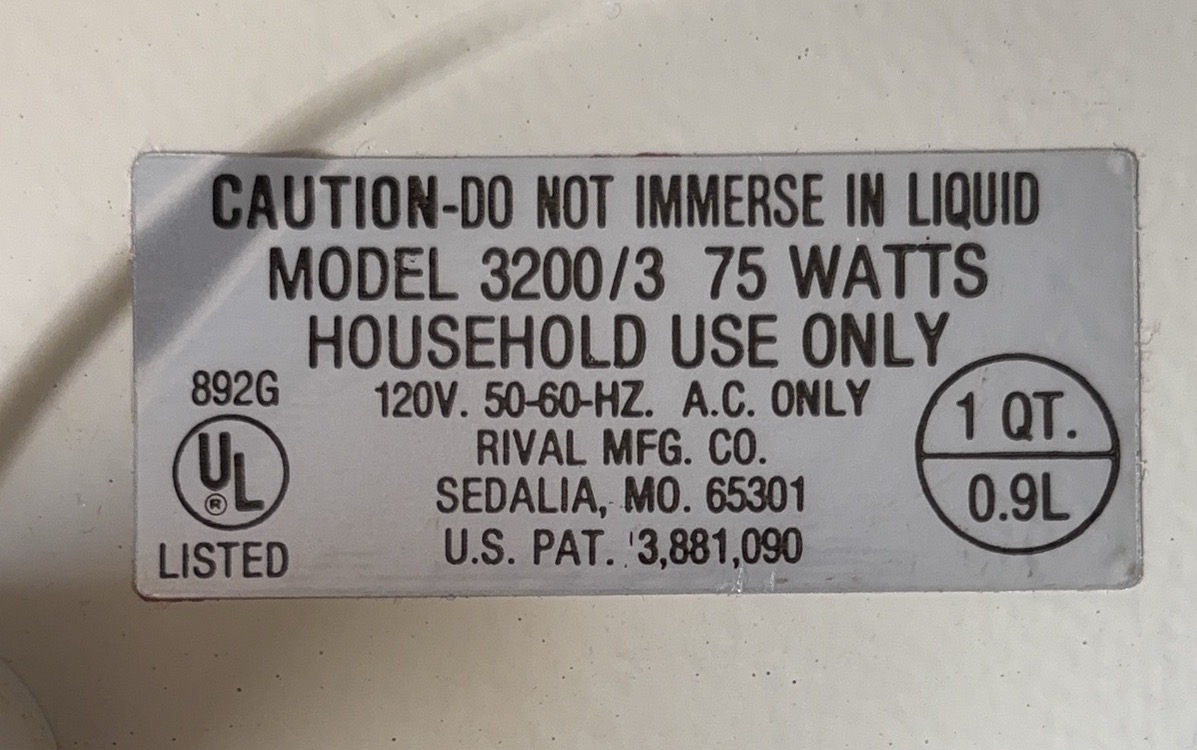 CAUTION-DO NOT IMMERSE IN LIQUID
MODEL 3200/3 75 WATTS
HOUSEHOLD USE ONLY
892G
UL
®
LISTED
120V. 50-60-HZ. A.C. ONLY
RIVAL MFG. CO.
SEDALIA, MO. 65301
U.S. PAT. 3,881,090
1 QT.
0.9L